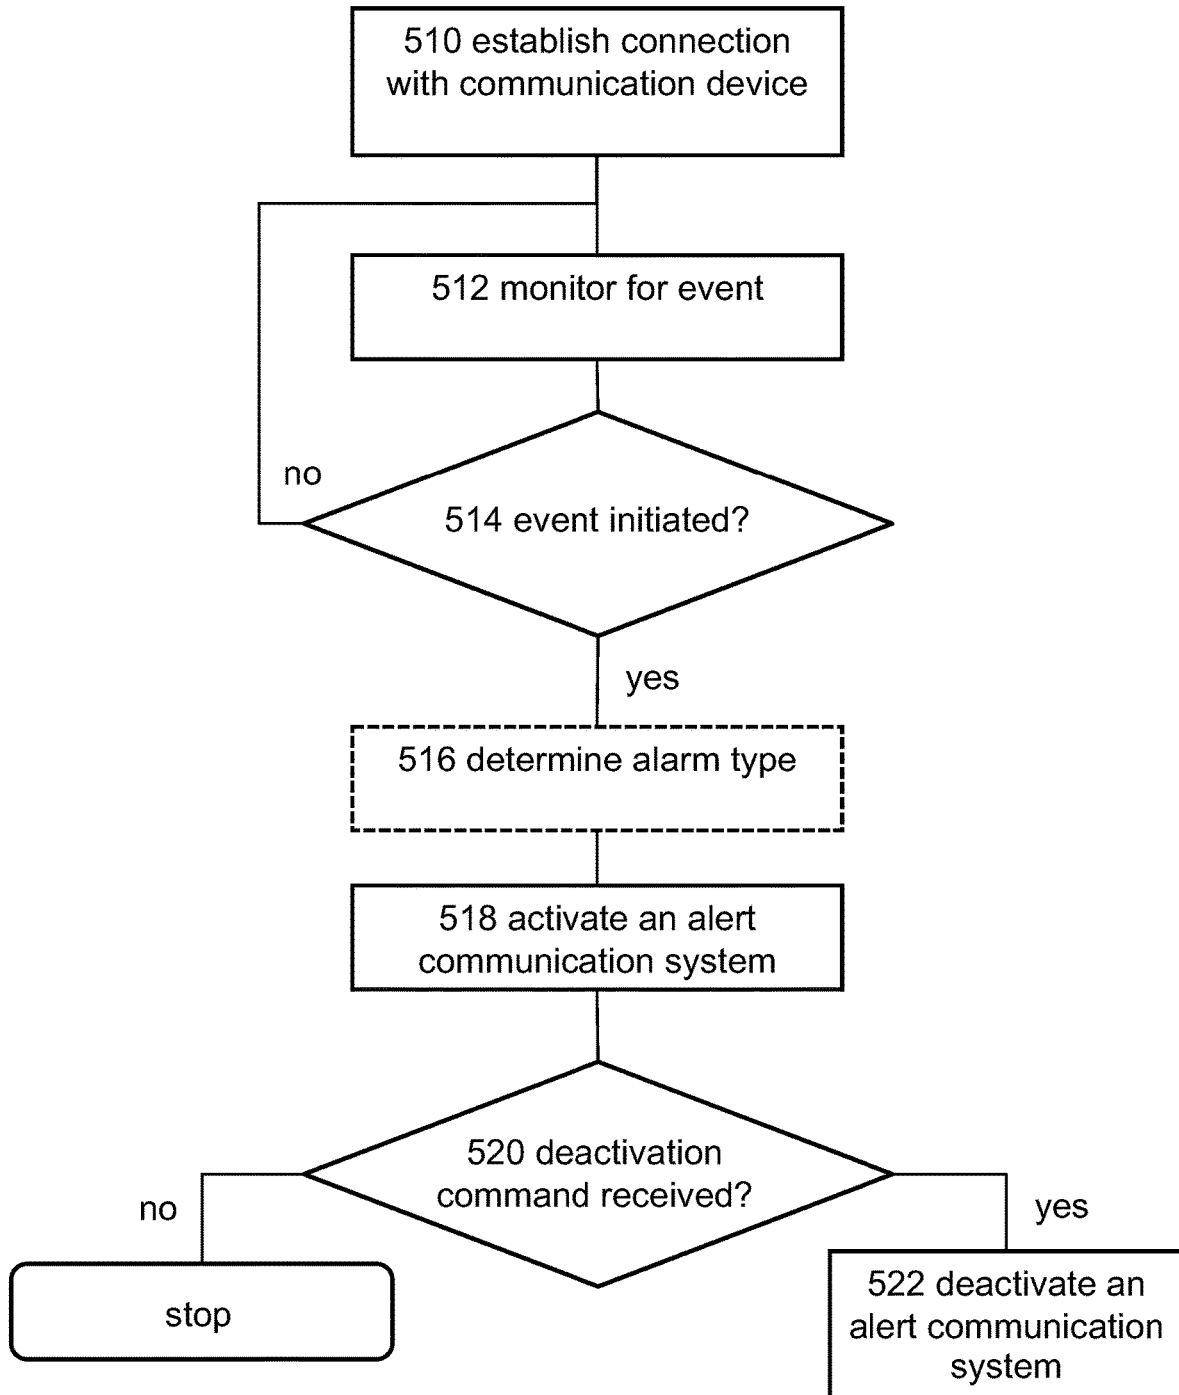 510 establish connection
with communication device
512 monitor for event
no
514 event initiated?
yes
516 determine alarm type
518 activate an alert
communication system
520 deactivation
command received?
no
yes
stop
522 deactivate an
alert communication
system